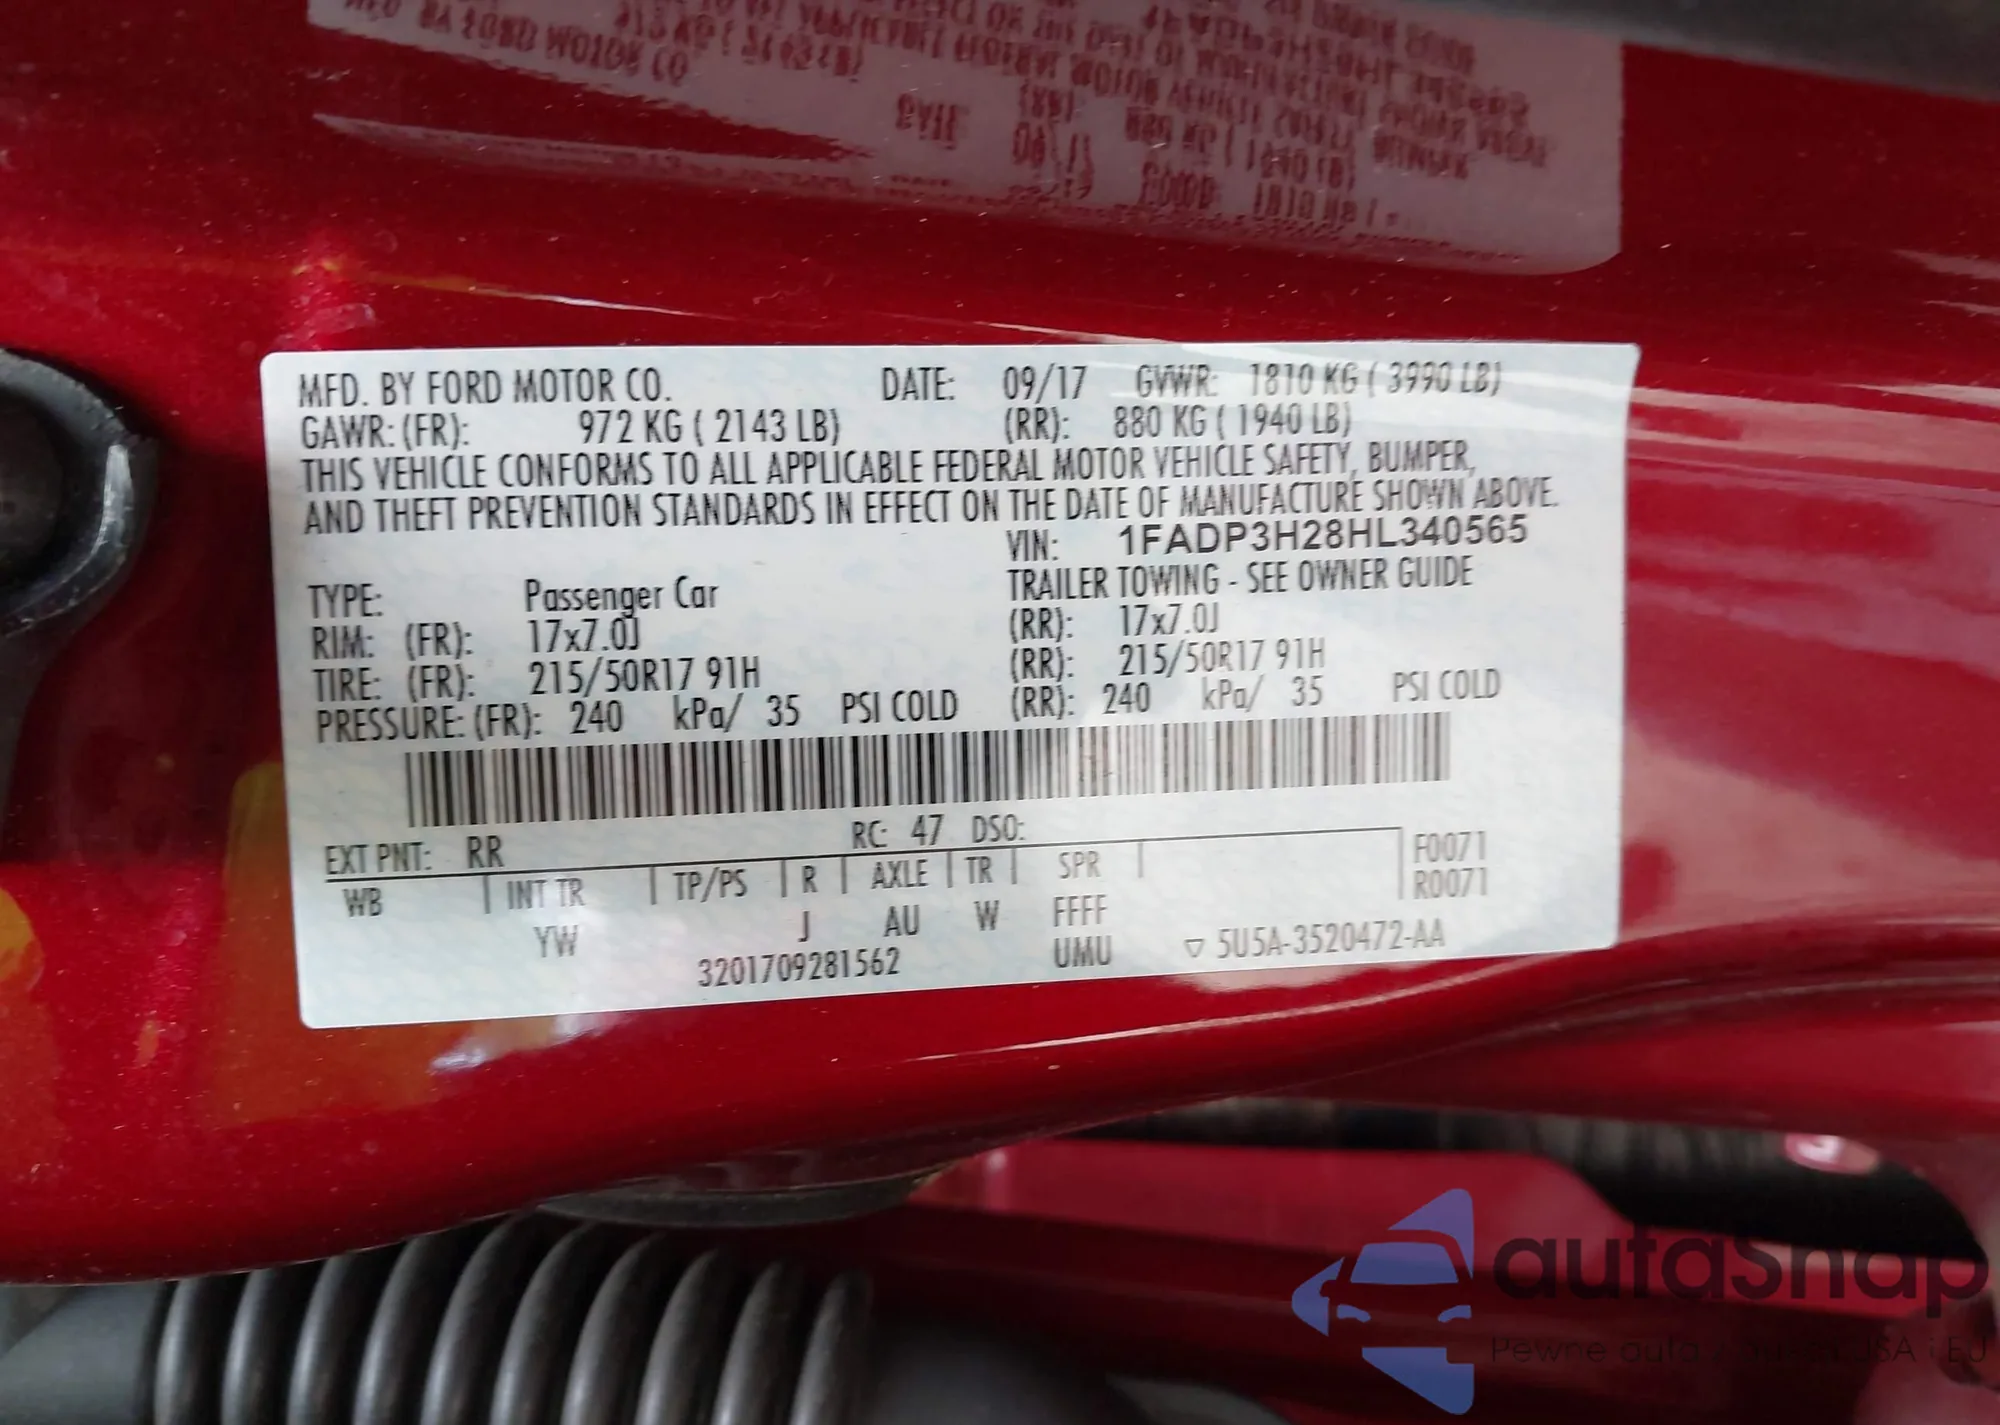 MFD. BY FORD MOTOR CO. DATE: 09/17 GVWR: 1810 KG ( 3990 LB)
GAWR: (FR): 972 KG ( 2143 LB) (RR): 880 KG ( 1940 LB)
THIS VEHICLE CONFORMS TO ALL APPLICABLE FEDERAL MOTOR VEHICLE SAFETY, BUMPER,
AND THEFT PREVENTION STANDARDS IN EFFECT ON THE DATE OF MANUFACTURE SHOWN ABOVE.
VIN: 1FADP3H28HL340565
TYPE: Passenger Car TRAILER TOWING - SEE OWNER GUIDE
RIM: (FR): 17x7.0J (RR): 17x7.0J
TIRE: (FR): 215/50R17 91H (RR): 215/50R17 91H
PRESSURE: (FR): 240 kPa/ 35 PSI COLD (RR): 240 kPa/ 35 PSI COLD
EXT PNT: RR RC: 47 DSO:
WB INT TR TP/PS R AXLE TR SPR F0071
R0071
YW J AU W FFFF
3201709281562 UMU ▽ 5U5A-3520472-AA
autaSnap
Pewne auto z USA i EU